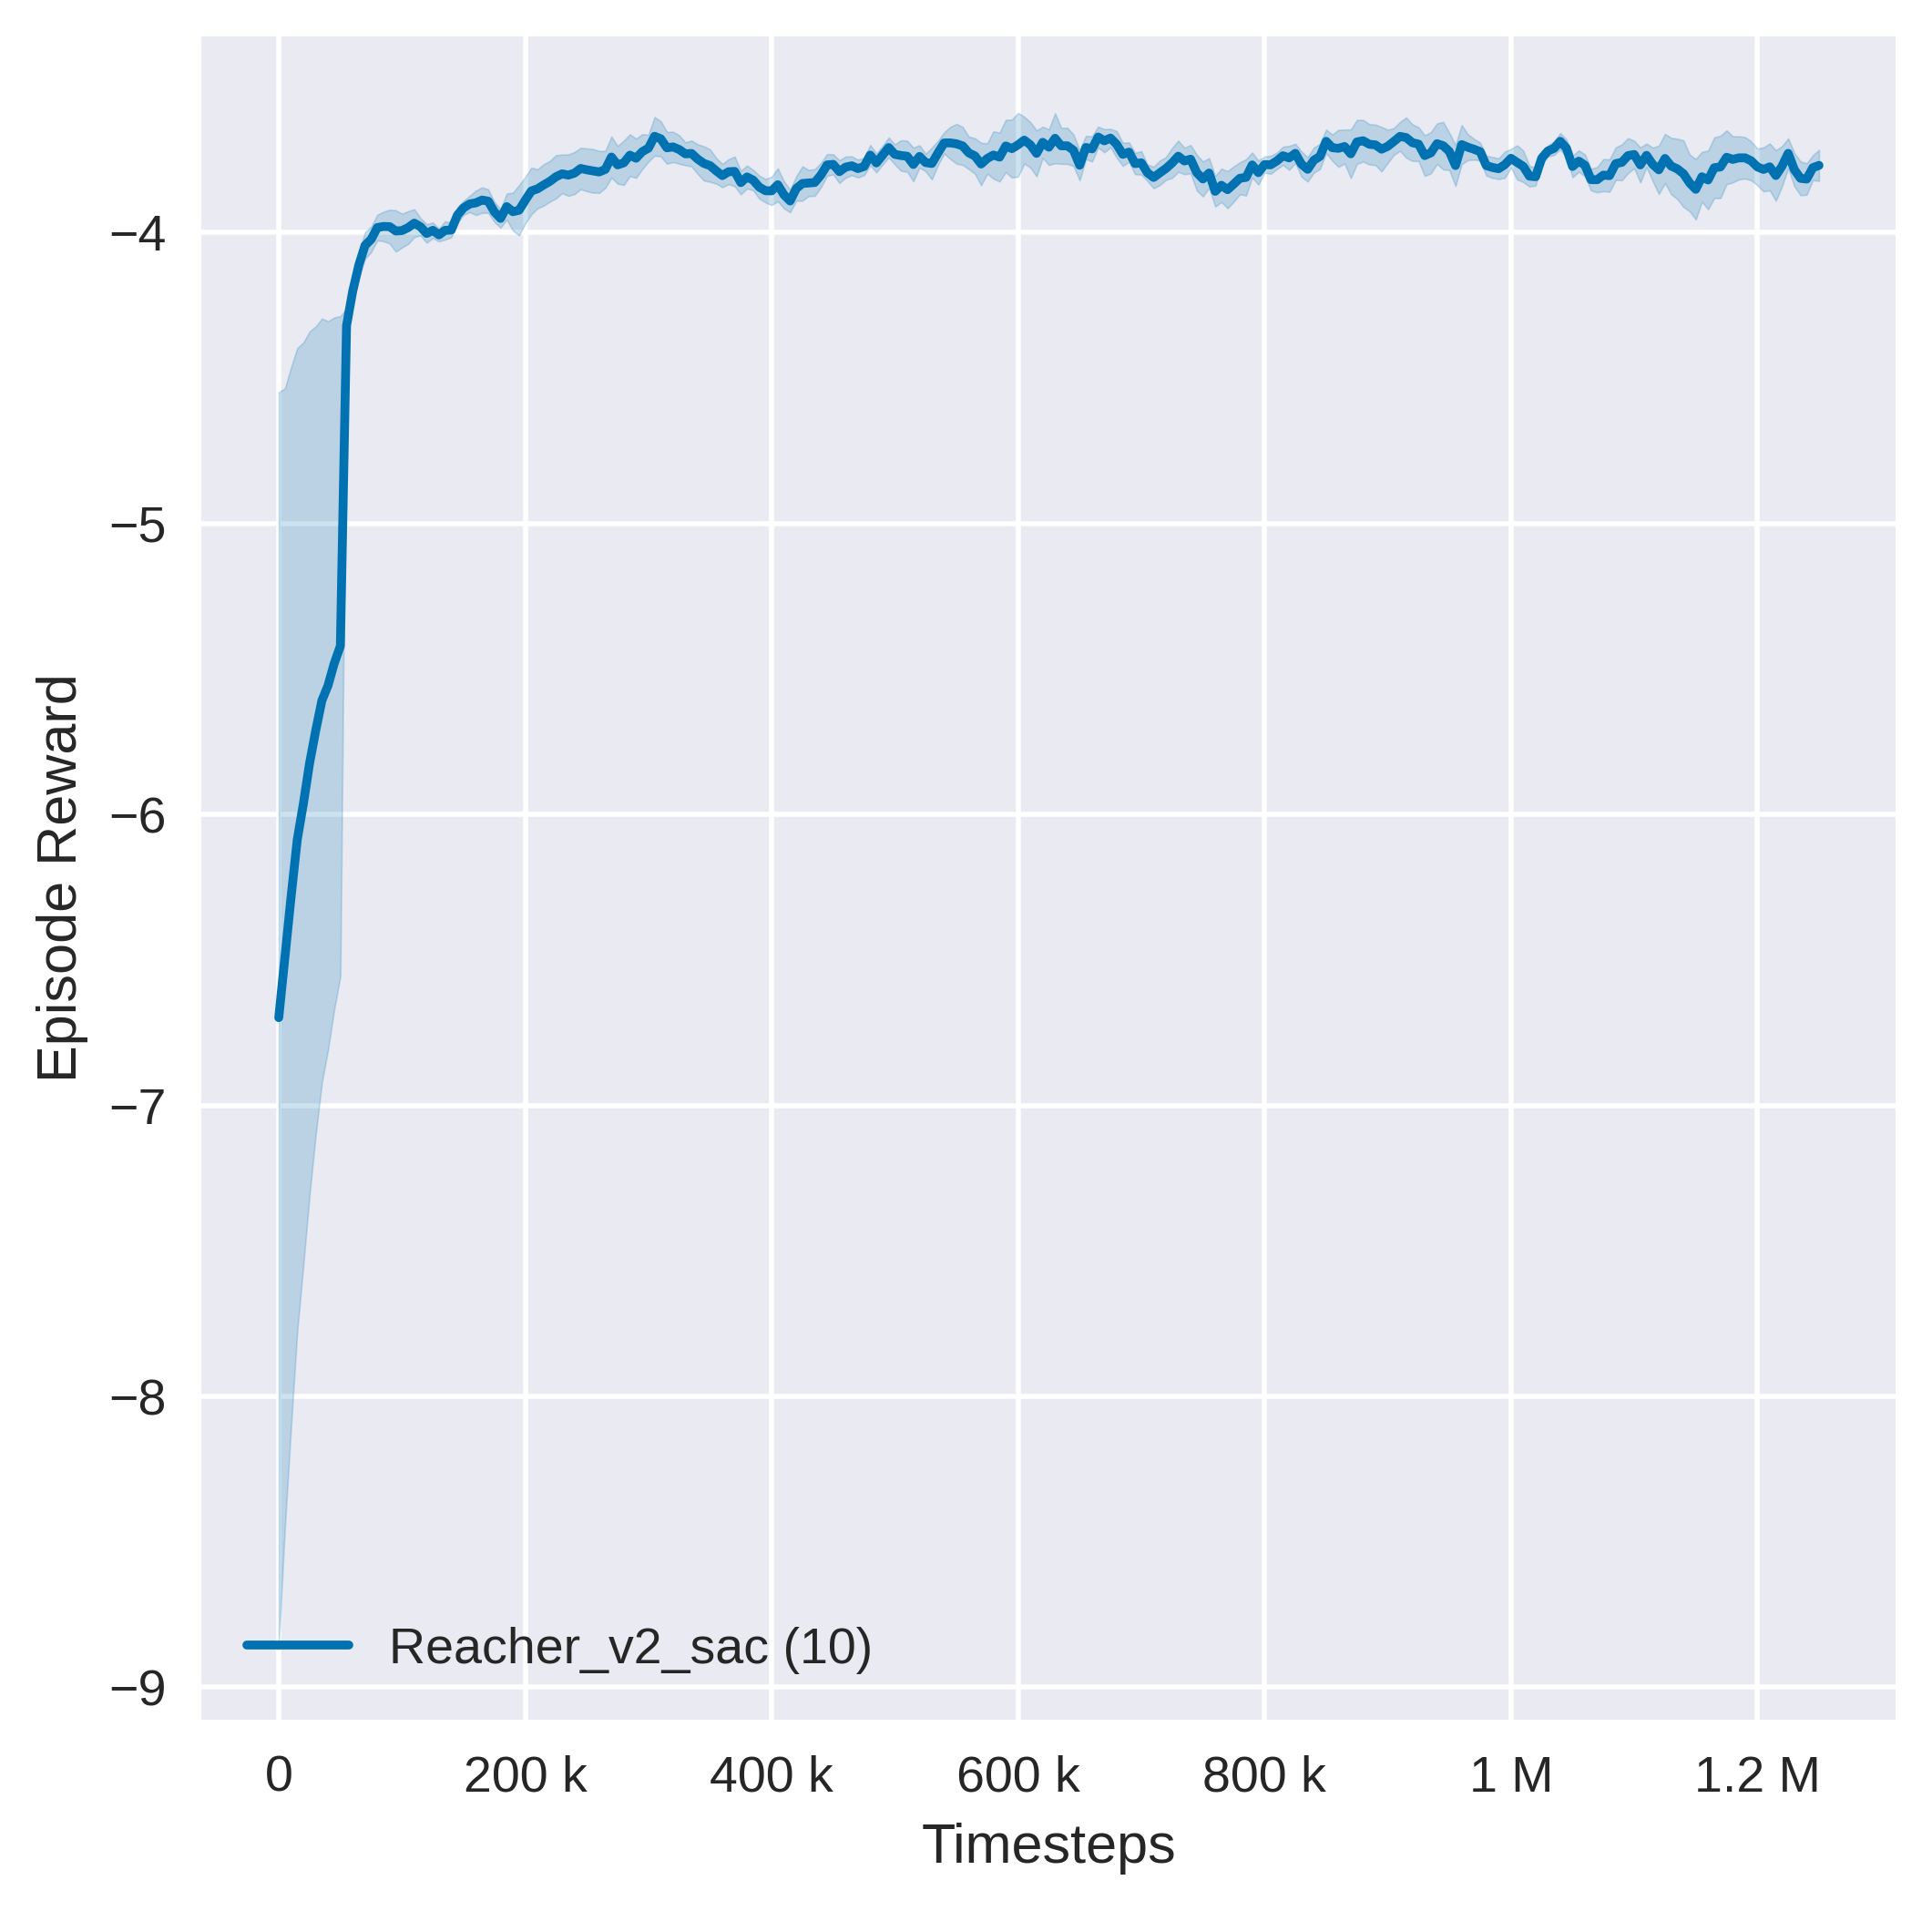 Episode Reward
−4
−5
−6
−7
−8
−9
Reacher_v2_sac (10)
0 200 k 400 k 600 k 800 k 1 M 1.2 M
Timesteps